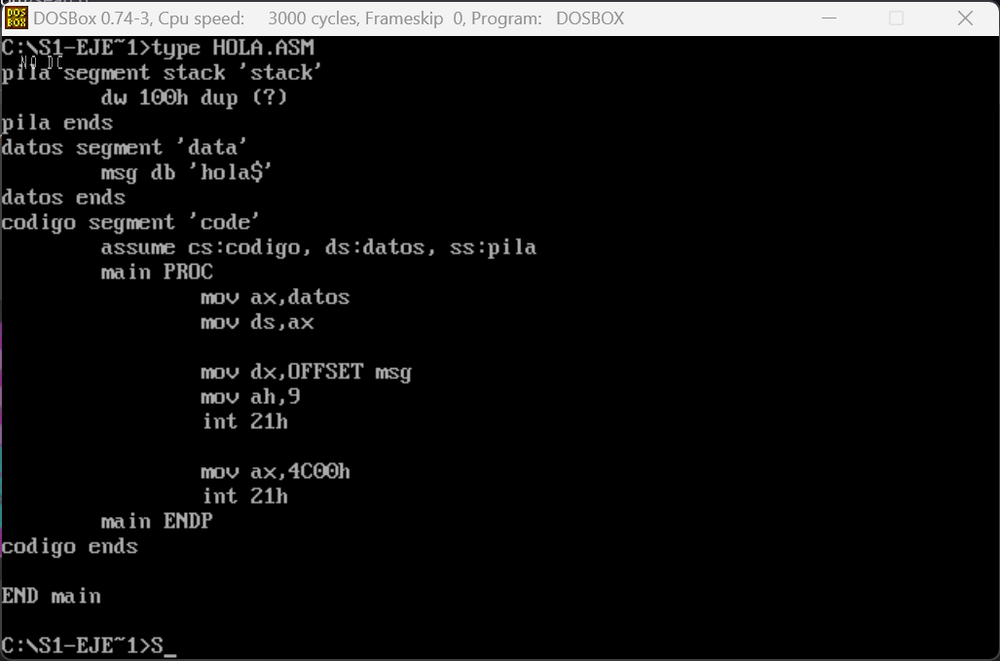 DOS BOX DOSBox 0.74-3, Cpu speed: 3000 cycles, Frameskip 0, Program: DOSBOX
C:\S1-EJE~1>type HOLA.ASM
pila segment stack 'stack'
dw 100h dup (?)
pila ends
datos segment 'data'
msg db 'hola$'
datos ends
codigo segment 'code'
assume cs:codigo, ds:datos, ss:pila
main PROC
mov ax,datos
mov ds,ax
mov dx,OFFSET msg
mov ah,9
int 21h
mov ax,4C00h
int 21h
main ENDP
codigo ends
END main
C:\S1-EJE~1>S_